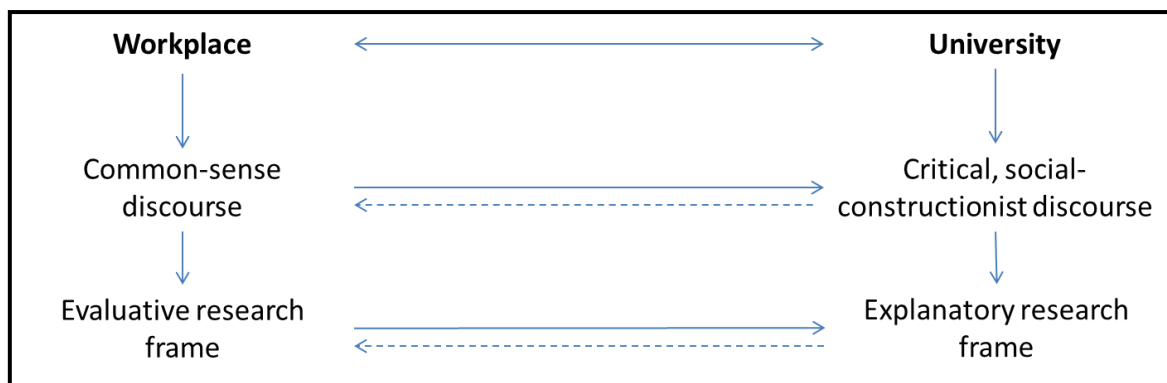 Workplace
University
Common-sense
discourse
Critical, social-
constructionist discourse
Evaluative research
frame
Explanatory research
frame